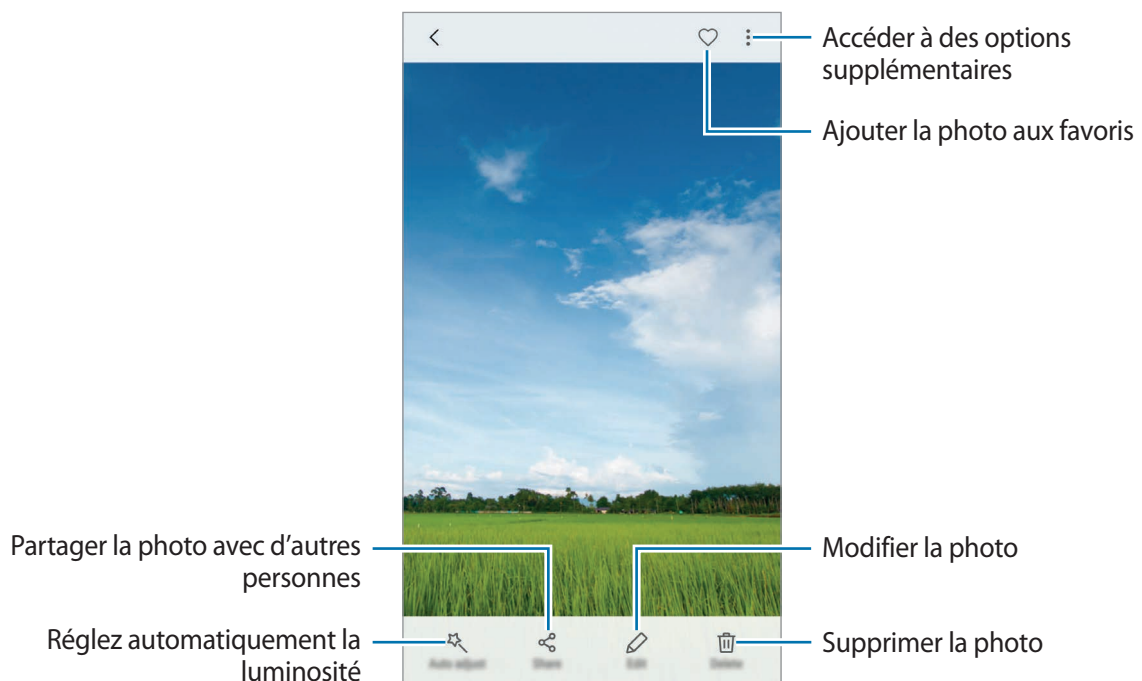 Accéder à des options
supplémentaires
Ajouter la photo aux favoris
Partager la photo avec d'autres
personnes
Modifier la photo
Réglez automatiquement la
luminosité
Supprimer la photo
Auto adjust
Share
Edit
Delete